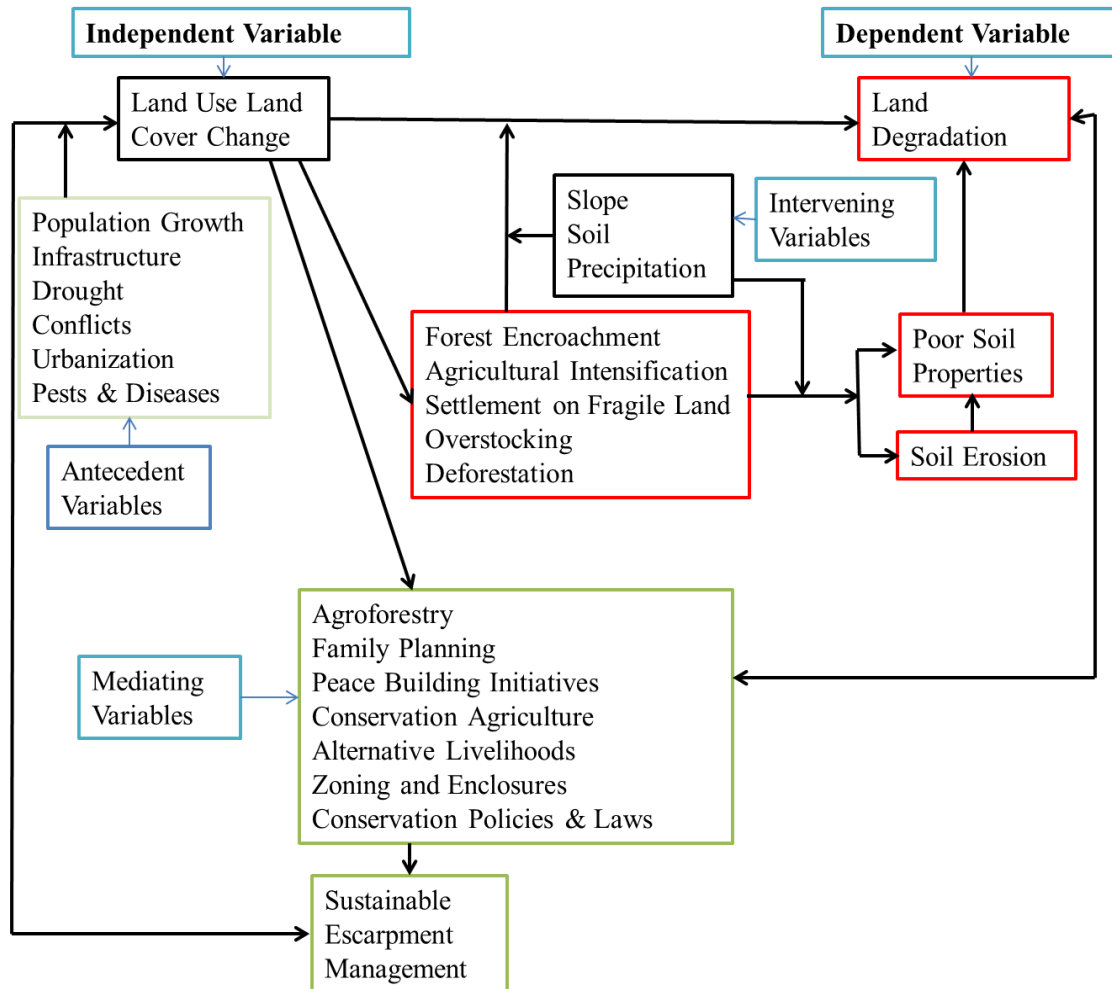 Independent Variable
Dependent Variable
Land Use Land
Cover Change
Land
Degradation
Population Growth
Infrastructure
Drought
Conflicts
Urbanization
Pests & Diseases
Slope
Soil
Precipitation
Intervening
Variables
Forest Encroachment
Agricultural Intensification
Settlement on Fragile Land
Overstocking
Deforestation
Poor Soil
Properties
Soil Erosion
Antecedent
Variables
Agroforestry
Family Planning
Peace Building Initiatives
Conservation Agriculture
Alternative Livelihoods
Zoning and Enclosures
Conservation Policies & Laws
Mediating
Variables
Sustainable
Escarpment
Management